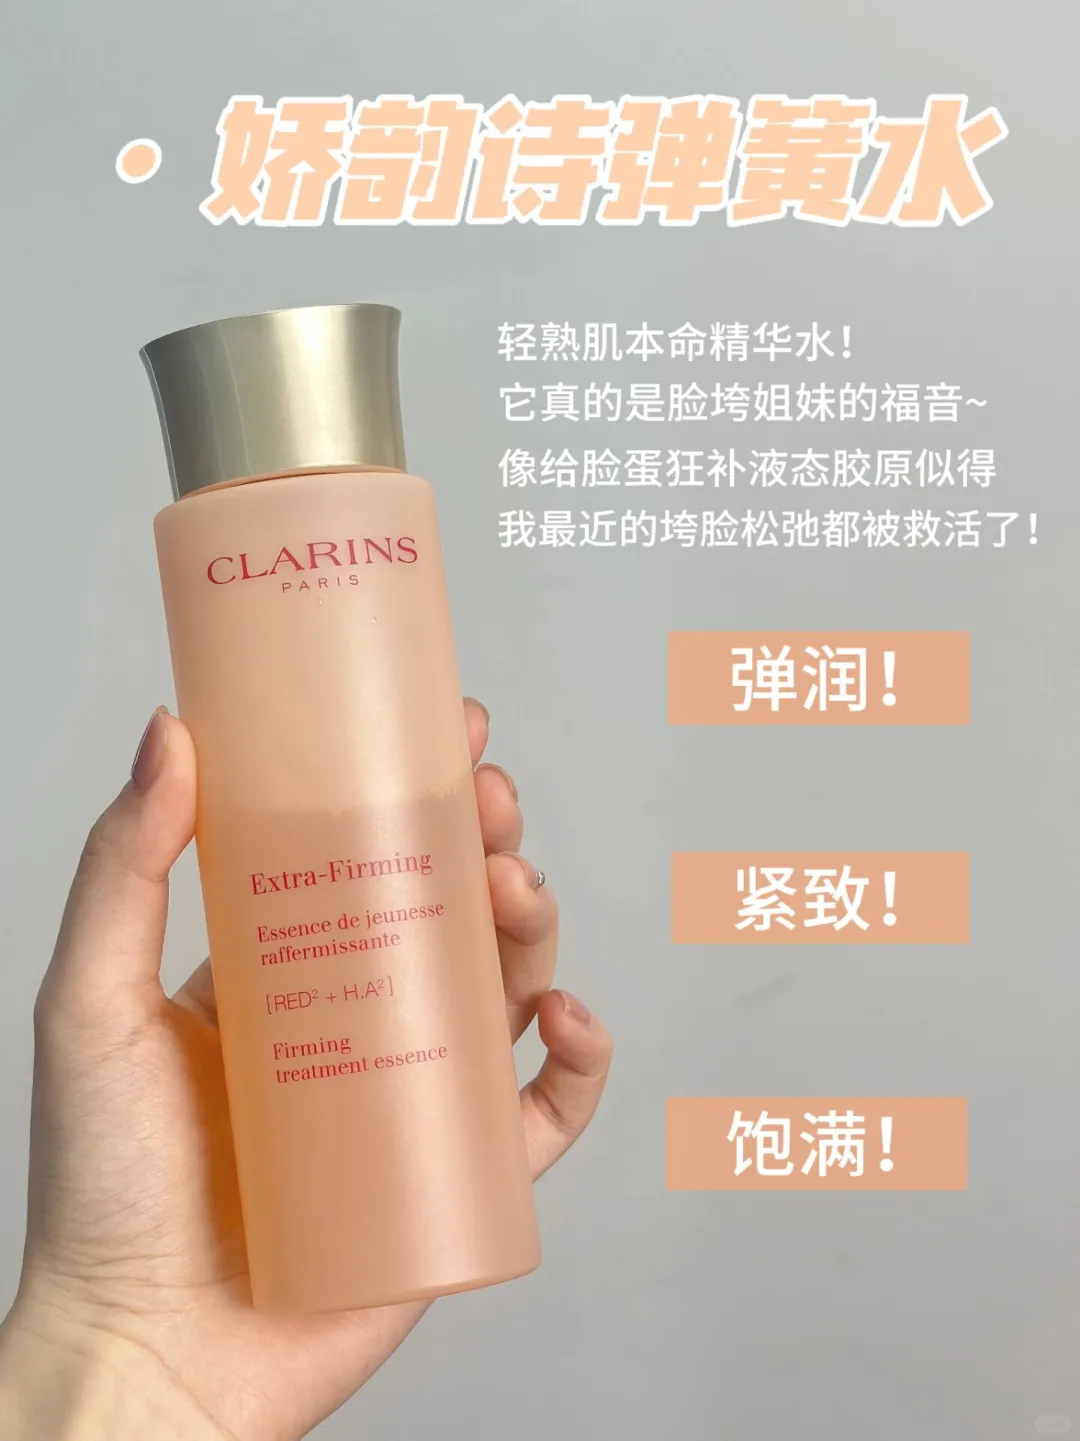 · 娇韵诗弹簧水
轻熟肌本命精华水！
它真的是脸垮姐妹的福音~
像给脸蛋狂补液态胶原似得
我最近的垮脸松弛都被救活了！
CLARINS
PARIS
弹润！
紧致！
Extra-Firming
Essence de jeunesse
raffermissante
[RED² + H.A²]
Firming
treatment essence
饱满！